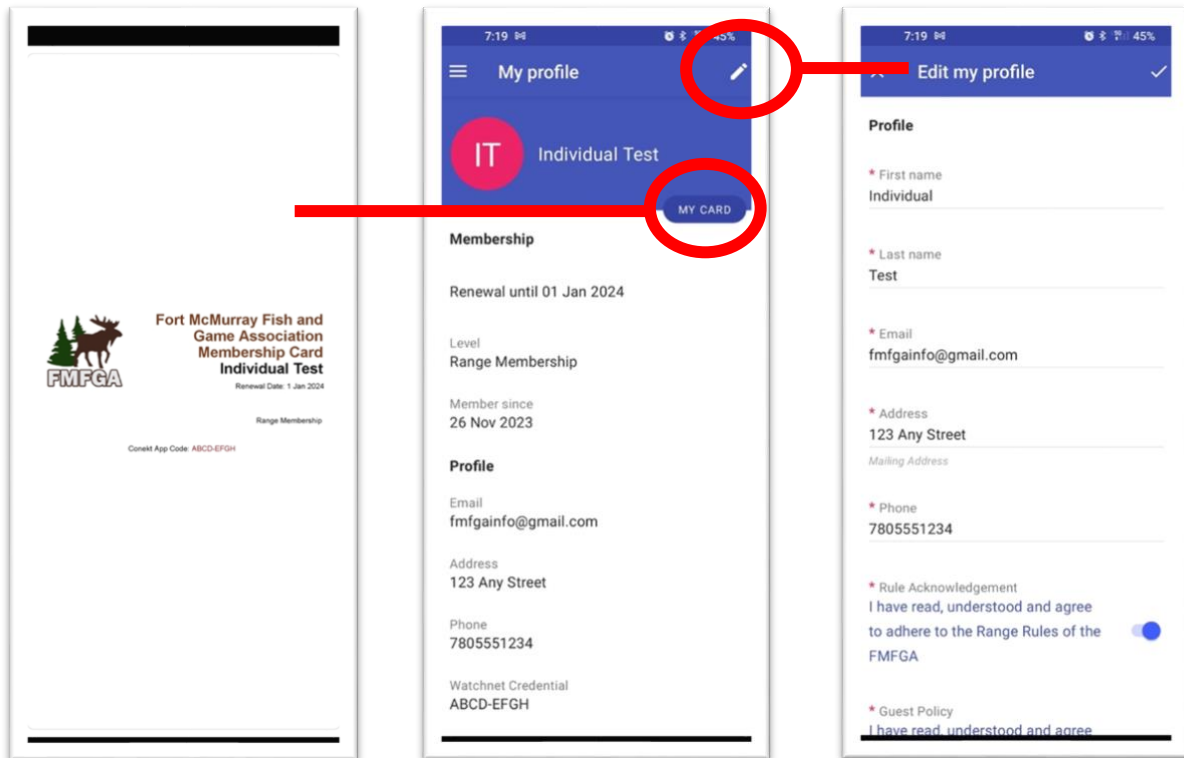 FMFGA
Fort McMurray Fish and
Game Association
Membership Card
Individual Test
Renewal Date: 1 Jan 2024
Range Membership
Conekt App Code: ABCD-EFGH
7:19
45%
My profile
IT
Individual Test
MY CARD
Membership
Renewal until 01 Jan 2024
Level
Range Membership
Member since
26 Nov 2023
Profile
Email
fmfgainfo@gmail.com
Address
123 Any Street
Phone
7805551234
Watchnet Credential
ABCD-EFGH
7:19
45%
Edit my profile
Profile
* First name
Individual
* Last name
Test
* Email
fmfgainfo@gmail.com
* Address
123 Any Street
Mailing Address
* Phone
7805551234
* Rule Acknowledgement
I have read, understood and agree
to adhere to the Range Rules of the
FMFGA
* Guest Policy
I have read, understood and agree